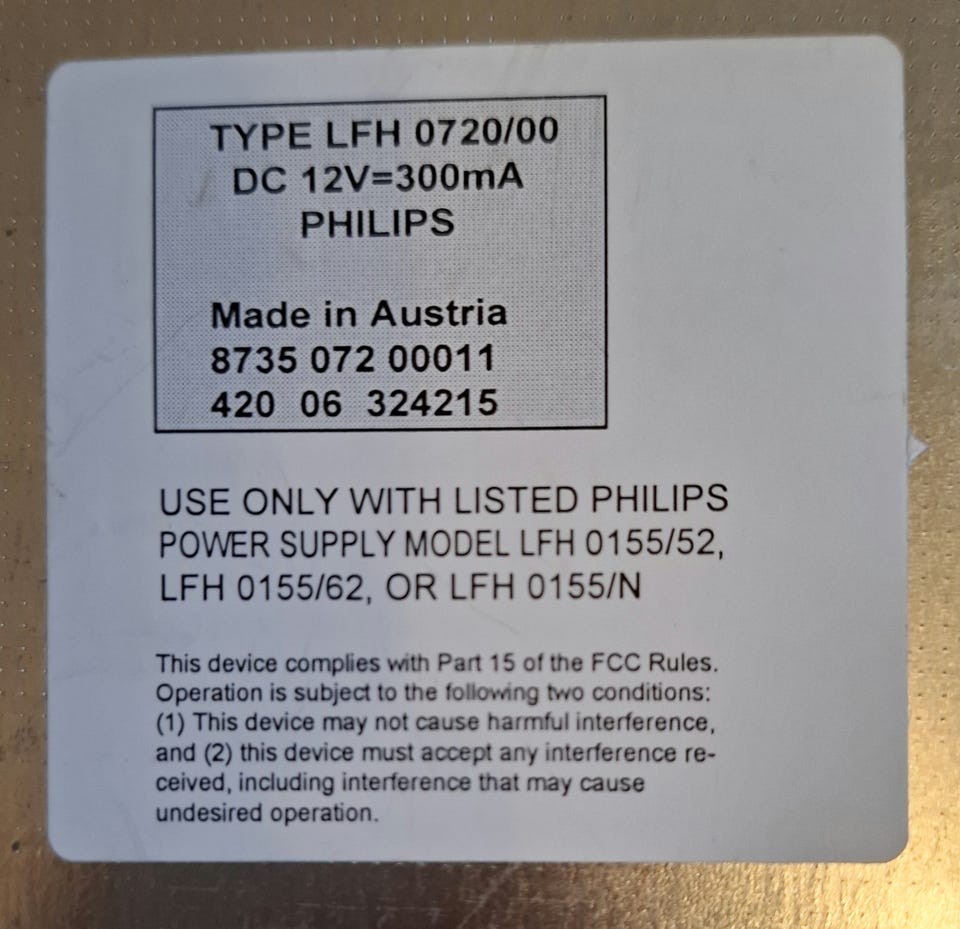 TYPE LFH 0720/00
DC 12V=300mA
PHILIPS
Made in Austria
8735 072 00011
420 06 324215
USE ONLY WITH LISTED PHILIPS
POWER SUPPLY MODEL LFH 0155/52,
LFH 0155/62, OR LFH 0155/N
This device complies with Part 15 of the FCC Rules.
Operation is subject to the following two conditions:
(1) This device may not cause harmful interference,
and (2) this device must accept any interference re-
ceived, including interference that may cause
undesired operation.